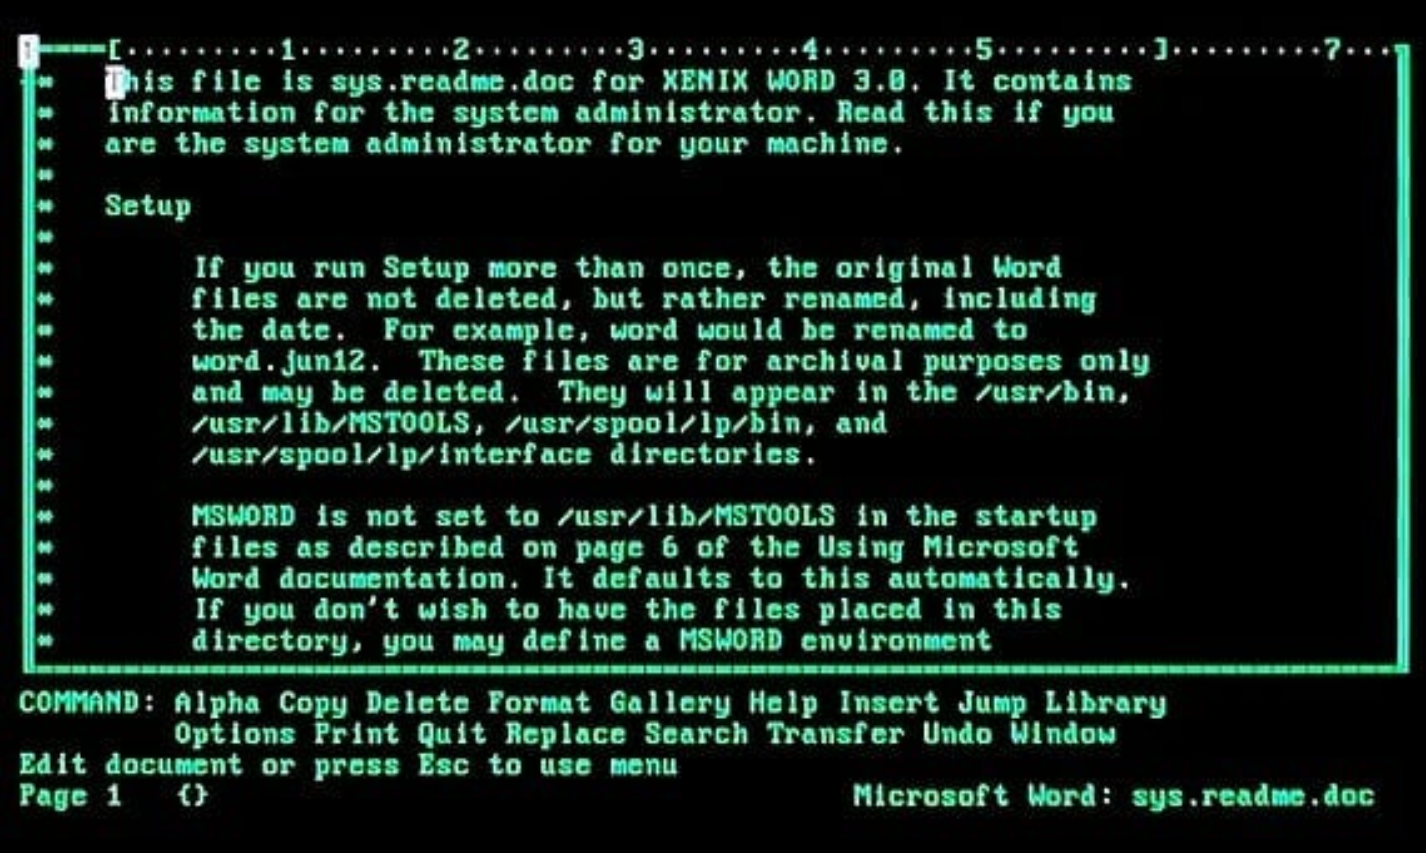 1 [.........1.........2.........3.........4.........5.........].........7...
* This file is sys.readme.doc for XENIX WORD 3.0. It contains
* information for the system administrator. Read this if you
* are the system administrator for your machine.
*
* Setup
*
* If you run Setup more than once, the original Word
* files are not deleted, but rather renamed, including
* the date.  For example, word would be renamed to
* word.jun12.  These files are for archival purposes only
* and may be deleted.  They will appear in the /usr/bin,
* /usr/lib/MSTOOLS, /usr/spool/lp/bin, and
* /usr/spool/lp/interface directories.
*
* MSWORD is not set to /usr/lib/MSTOOLS in the startup
* files as described on page 6 of the Using Microsoft
* Word documentation. It defaults to this automatically.
* If you don't wish to have the files placed in this
* directory, you may define a MSWORD environment
COMMAND: Alpha Copy Delete Format Gallery Help Insert Jump Library
Options Print Quit Replace Search Transfer Undo Window
Edit document or press Esc to use menu
Page 1   {}   Microsoft Word: sys.readme.doc